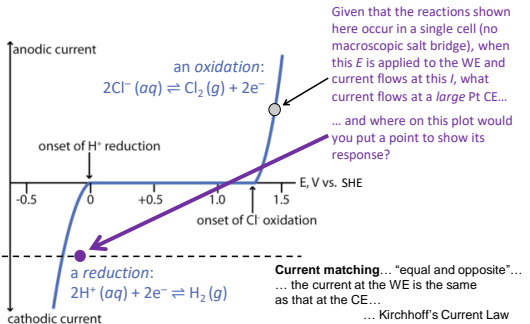 Given that the reactions shown
here occur in a single cell (no
macroscopic salt bridge), when
this E is applied to the WE and
current flows at this I, what
current flows at a large Pt CE…
… and where on this plot would
you put a point to show its
response?
anodic current
an oxidation:
2Cl⁻ (aq) ⇌ Cl₂ (g) + 2e⁻
onset of H⁺ reduction
E, V vs. SHE
-0.5 0 +.5 1.0 1.5
onset of Cl⁻ oxidation
a reduction:
2H⁺ (aq) + 2e⁻ ⇌ H₂ (g)
cathodic current
Current matching… “equal and opposite”…
… the current at the WE is the same
as that at the CE…
… Kirchhoff’s Current Law